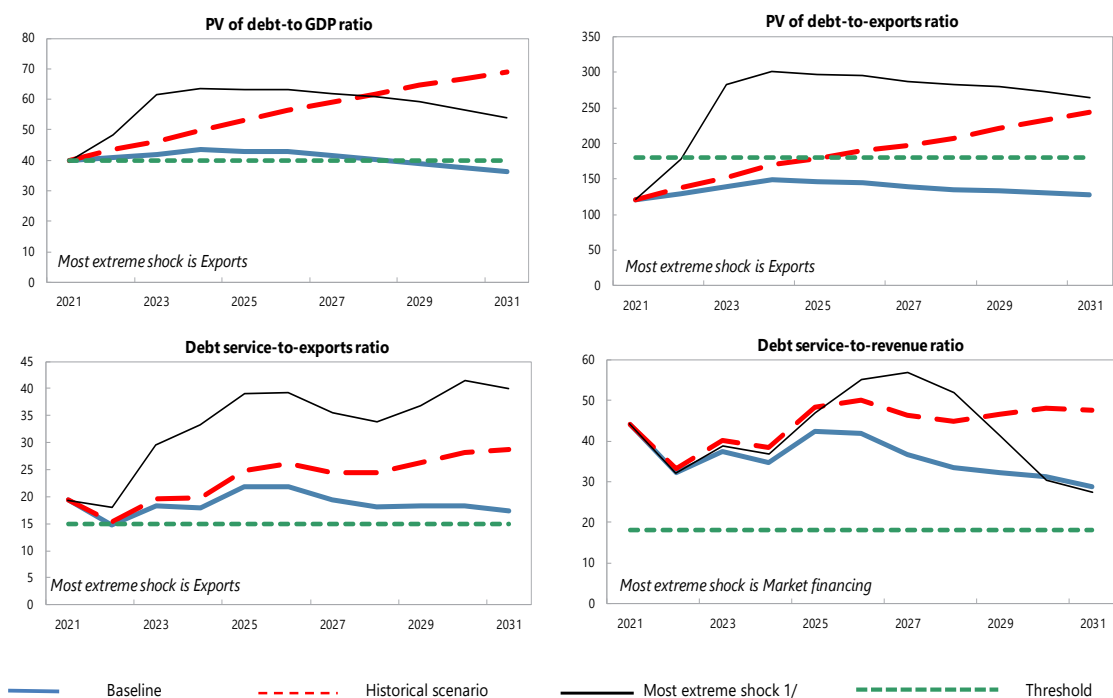 PV of debt-to GDP ratio
80
70
60
50
40
30
20
10
0
Most extreme shock is Exports
2021 2023 2025 2027 2029 2031
PV of debt-to-exports ratio
350
300
250
200
150
100
50
0
Most extreme shock is Exports
2021 2023 2025 2027 2029 2031
Debt service-to-exports ratio
45
40
35
30
25
20
15
10
5
0
Most extreme shock is Exports
2021 2023 2025 2027 2029 2031
Debt service-to-revenue ratio
60
50
40
30
20
10
0
Most extreme shock is Market financing
2021 2023 2025 2027 2029 2031
Baseline Historical scenario Most extreme shock 1/ Threshold